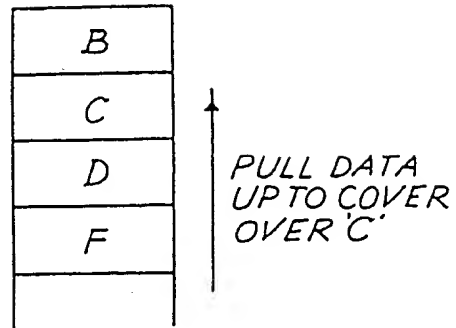 B
C
D
F
PULL DATA
UP TO COVER
OVER 'C'